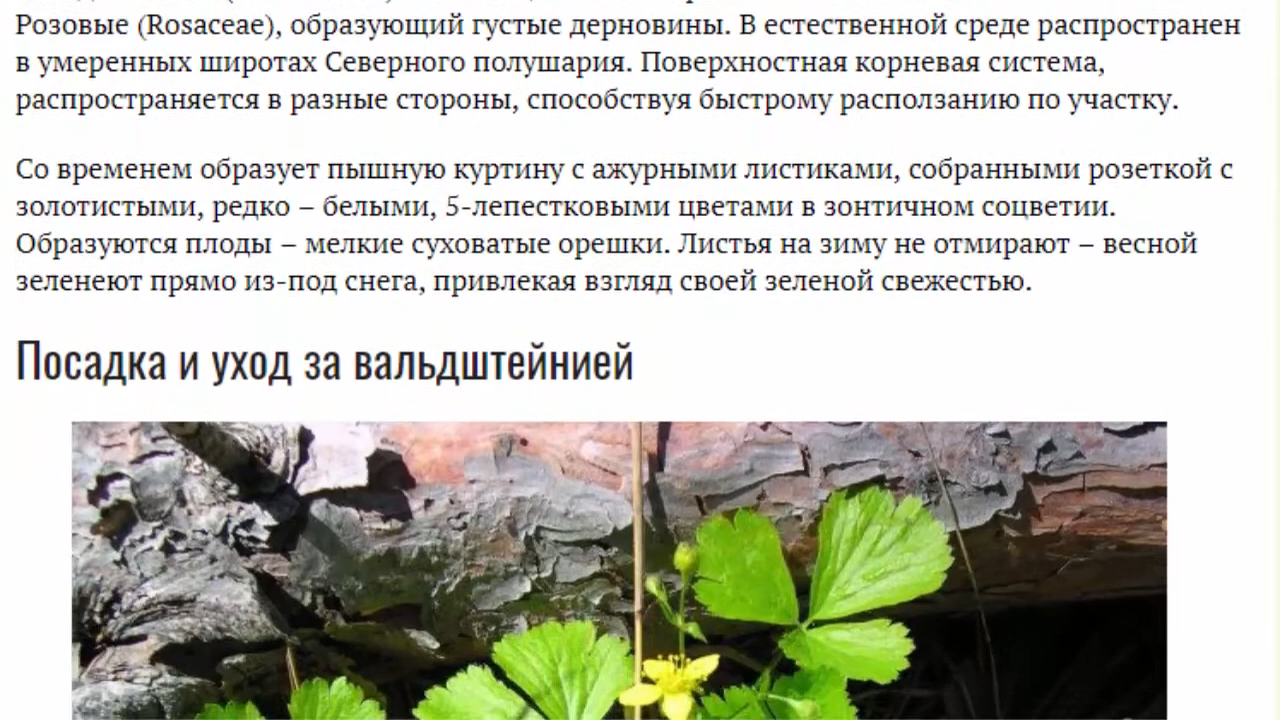 Розовые (Rosaceae), образующий густые дерновины. В естественной среде распространен
в умеренных широтах Северного полушария. Поверхностная корневая система,
распространяется в разные стороны, способствуя быстрому расползанию по участку.
Со временем образует пышную куртину с ажурными листиками, собранными розеткой с
золотистыми, редко – белыми, 5-лепестковыми цветами в зонтичном соцветии.
Образуются плоды – мелкие суховатые орешки. Листья на зиму не отмирают – весной
зеленеют прямо из-под снега, привлекая взгляд своей зеленой свежестью.
Посадка и уход за вальдштейнией